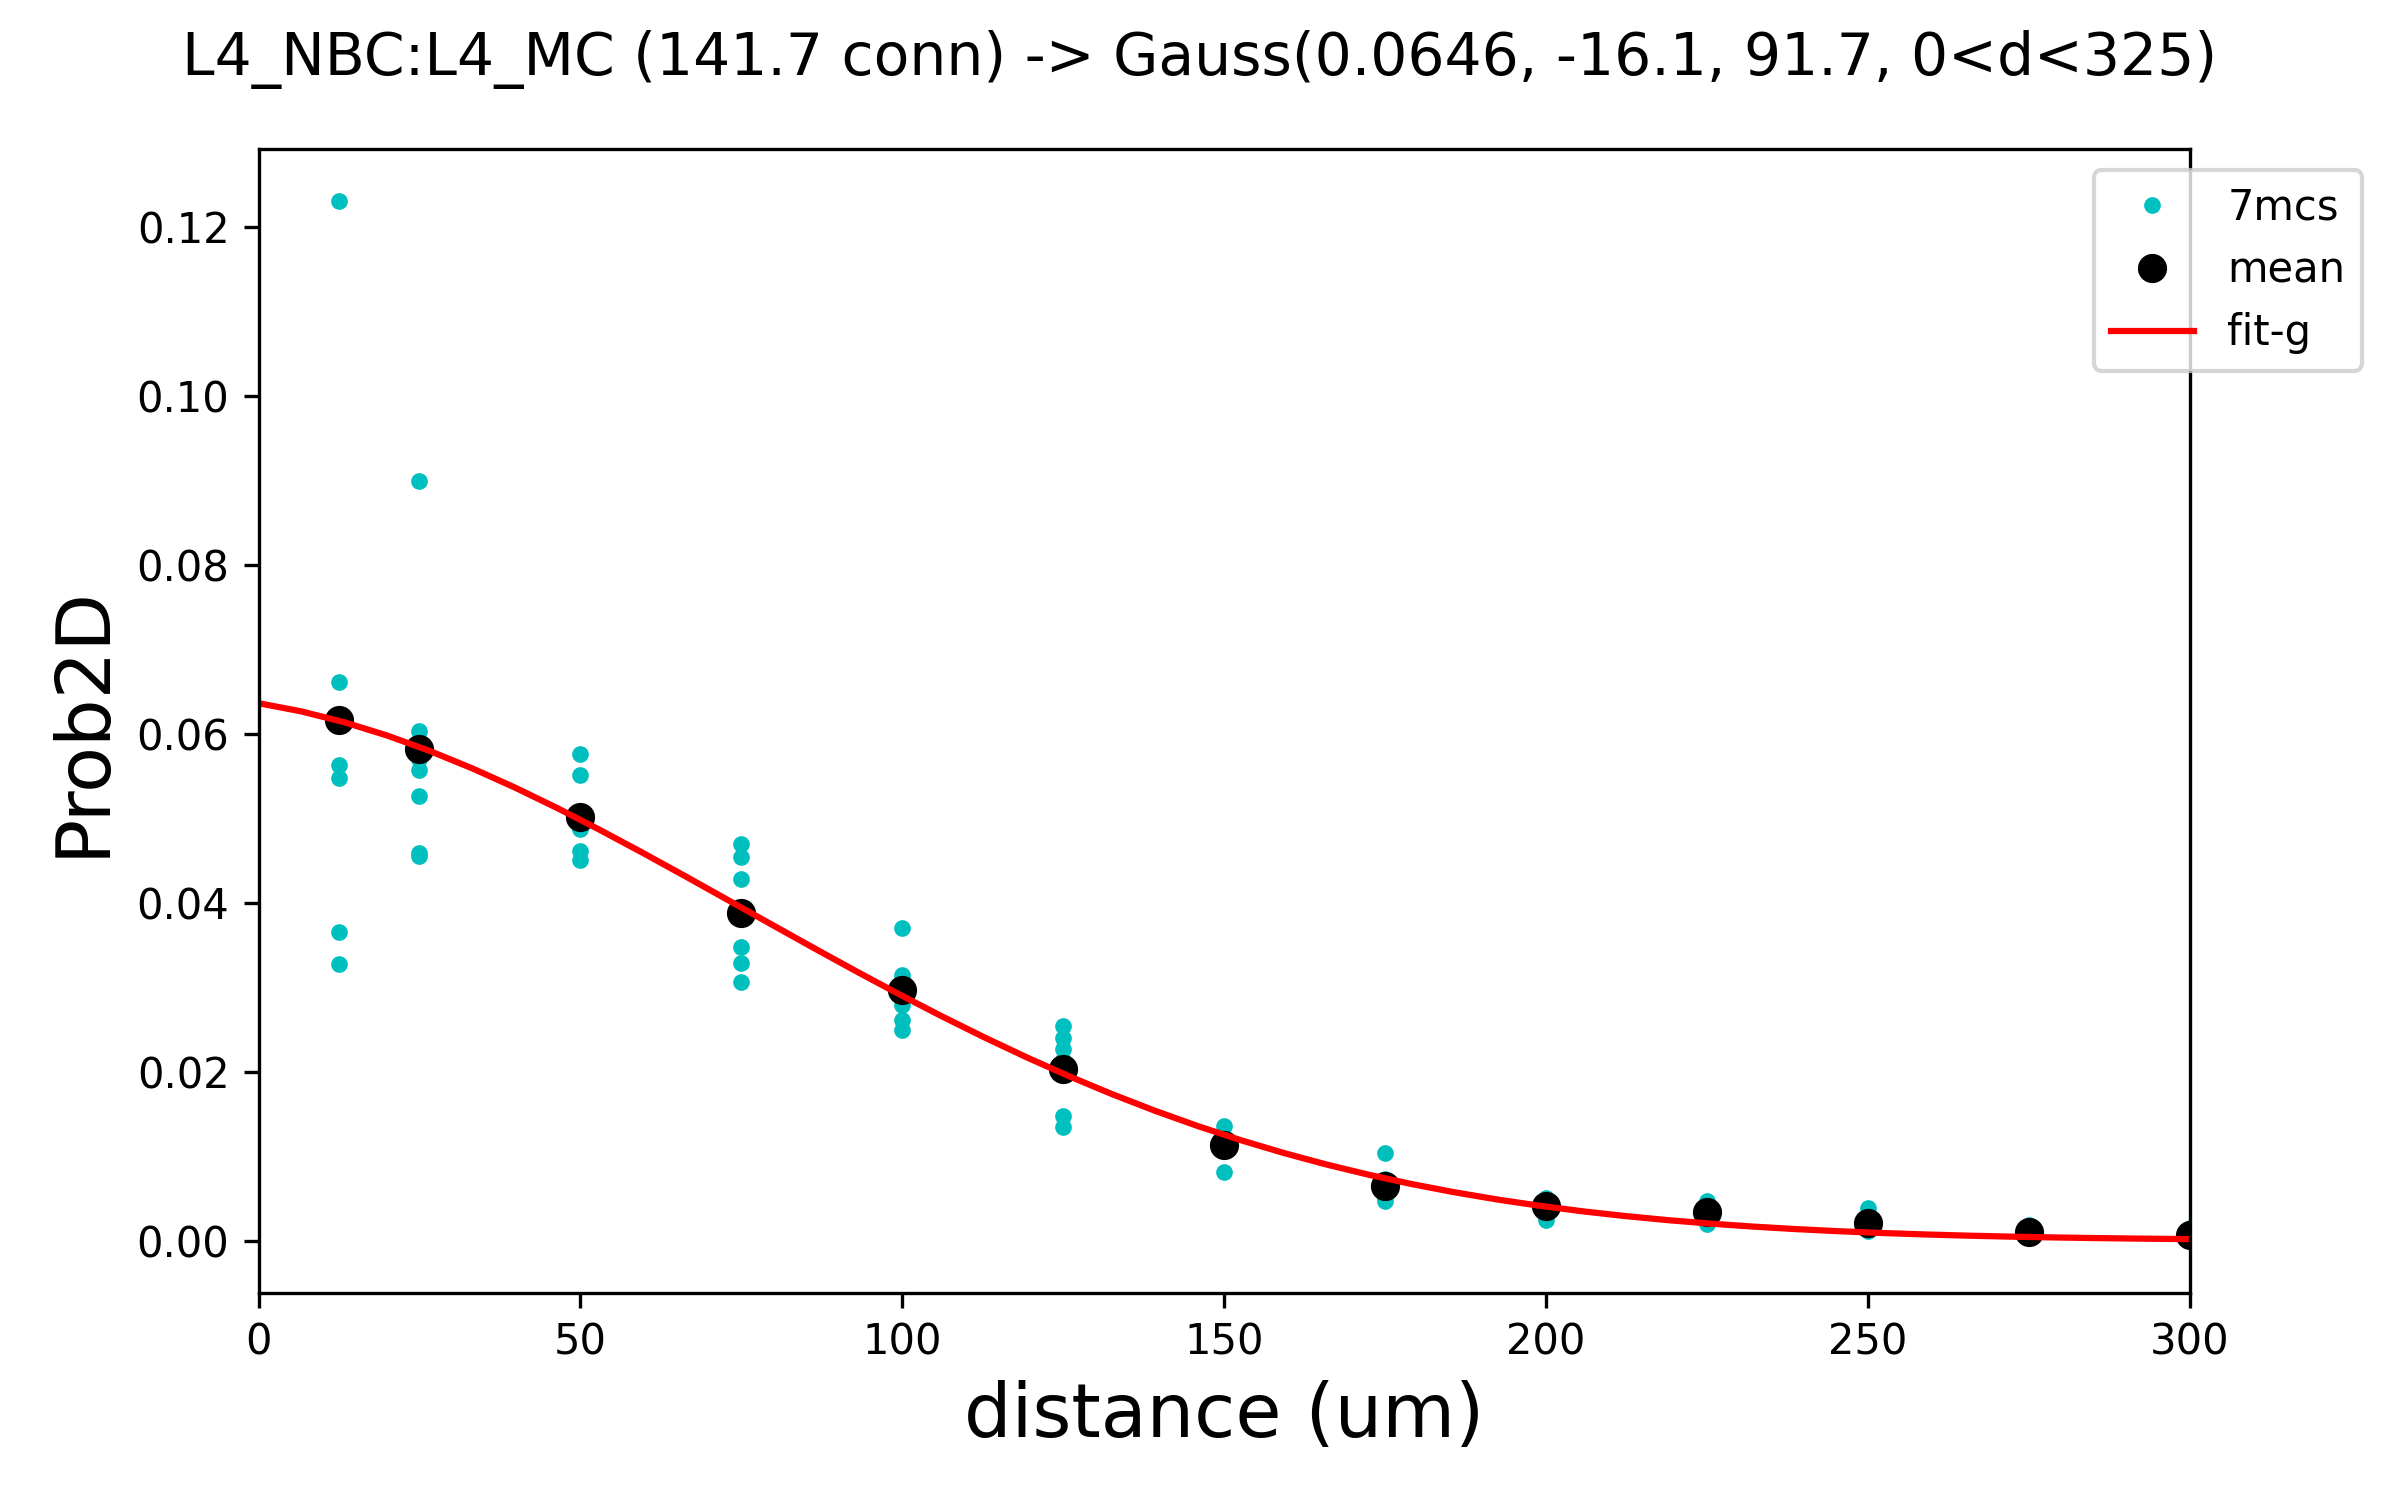 L4_NBC:L4_MC (141.7 conn) -> Gauss(0.0646, -16.1, 91.7, 0<d<325)
7mcs
mean
fit-g
0.12
0.10
0.08
0.06
0.04
0.02
0.00
Prob2D
0 50 100 150 200 250 300
distance (um)